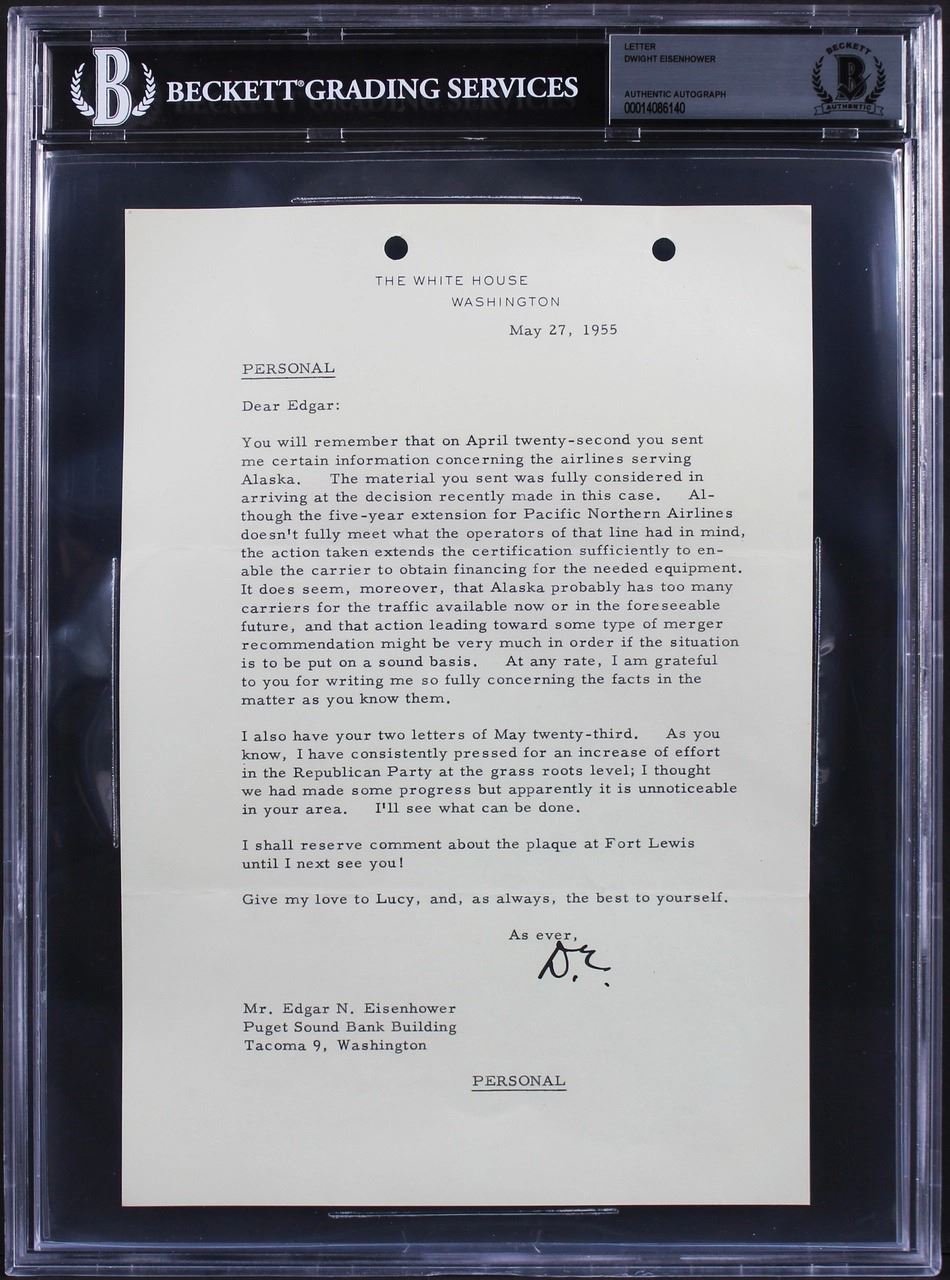 B BECKETT® GRADING SERVICES
LETTER
DWIGHT EISENHOWER
AUTHENTIC AUTOGRAPH
00014086140
BECKETT
B
AUTHENTIC
THE WHITE HOUSE
WASHINGTON
May 27, 1955
PERSONAL
Dear Edgar:
You will remember that on April twenty-second you sent
me certain information concerning the airlines serving
Alaska. The material you sent was fully considered in
arriving at the decision recently made in this case. Al-
though the five-year extension for Pacific Northern Airlines
doesn't fully meet what the operators of that line had in mind,
the action taken extends the certification sufficiently to en-
able the carrier to obtain financing for the needed equipment.
It does seem, moreover, that Alaska probably has too many
carriers for the traffic available now or in the foreseeable
future, and that action leading toward some type of merger
recommendation might be very much in order if the situation
is to be put on a sound basis. At any rate, I am grateful
to you for writing me so fully concerning the facts in the
matter as you know them.
I also have your two letters of May twenty-third. As you
know, I have consistently pressed for an increase of effort
in the Republican Party at the grass roots level; I thought
we had made some progress but apparently it is unnoticeable
in your area. I'll see what can be done.
I shall reserve comment about the plaque at Fort Lewis
until I next see you!
Give my love to Lucy, and, as always, the best to yourself.
As ever,
D.E.
Mr. Edgar N. Eisenhower
Puget Sound Bank Building
Tacoma 9, Washington
PERSONAL